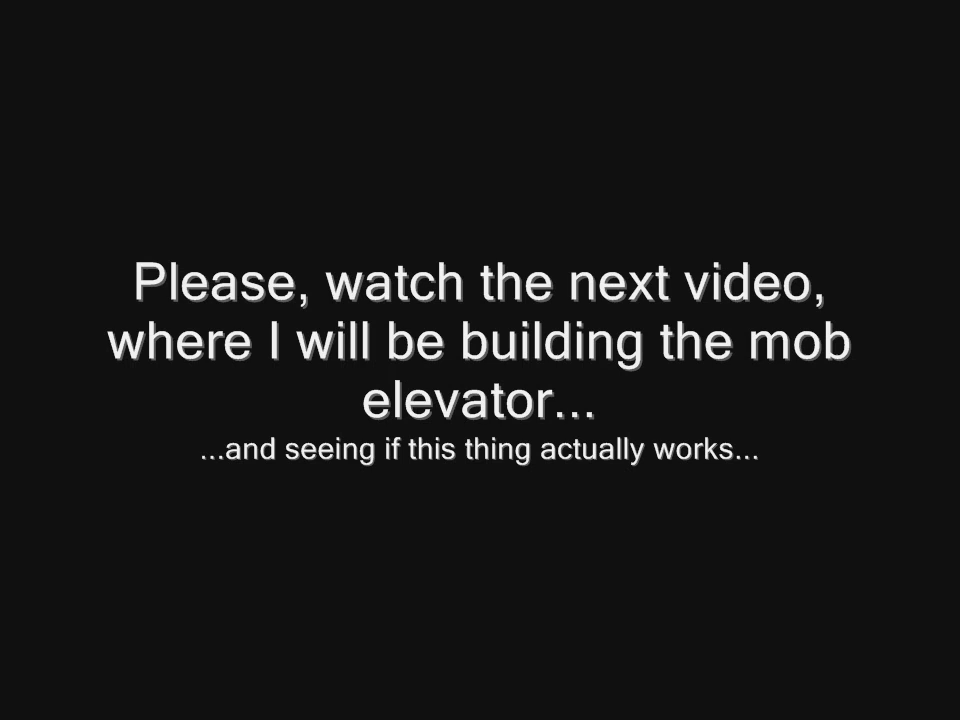 Please, watch the next video,
where I will be building the mob
elevator...
...and seeing if this thing actually works...